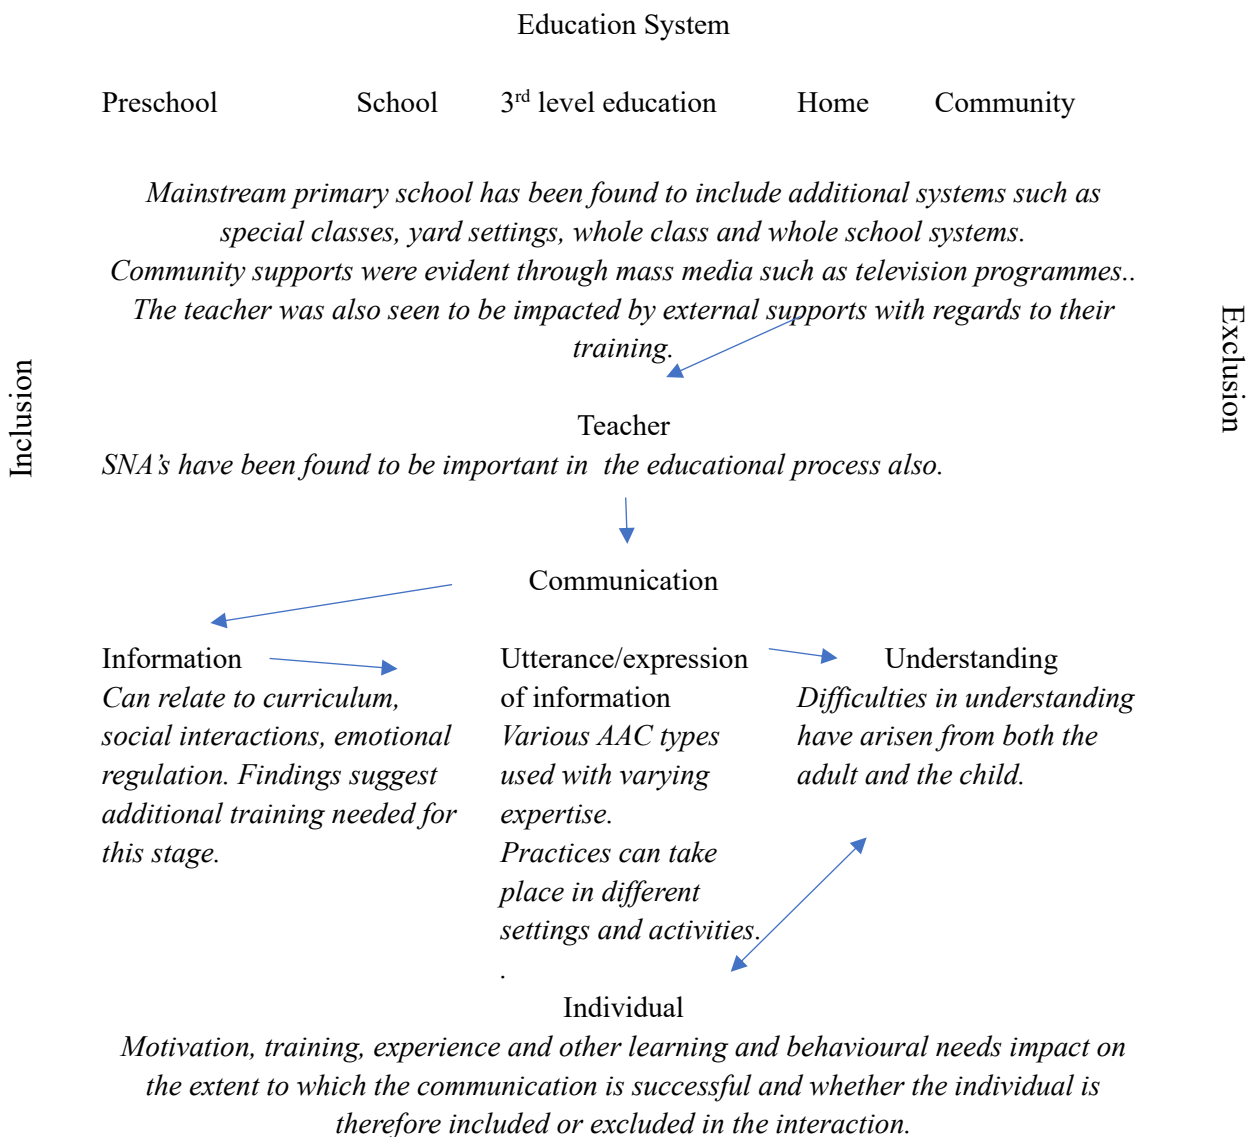 Education System
Preschool School 3rd level education Home Community
Mainstream primary school has been found to include additional systems such as
special classes, yard settings, whole class and whole school systems.
Community supports were evident through mass media such as television programmes..
The teacher was also seen to be impacted by external supports with regards to their
training.
Inclusion
Exclusion
Teacher
SNA’s have been found to be important in the educational process also.
Communication
Information
Can relate to curriculum,
social interactions, emotional
regulation. Findings suggest
additional training needed for
this stage.
Utterance/expression
of information
Various AAC types
used with varying
expertise.
Practices can take
place in different
settings and activities.
.
Understanding
Difficulties in understanding
have arisen from both the
adult and the child.
Individual
Motivation, training, experience and other learning and behavioural needs impact on
the extent to which the communication is successful and whether the individual is
therefore included or excluded in the interaction.